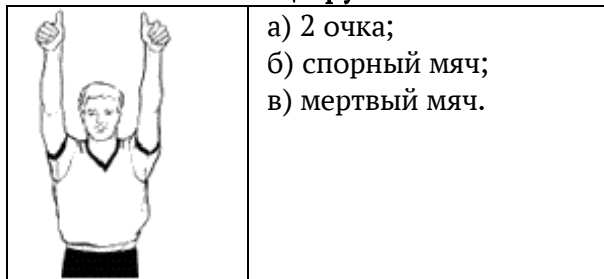 а) 2 очка;
б) спорный мяч;
в) мертвый мяч.